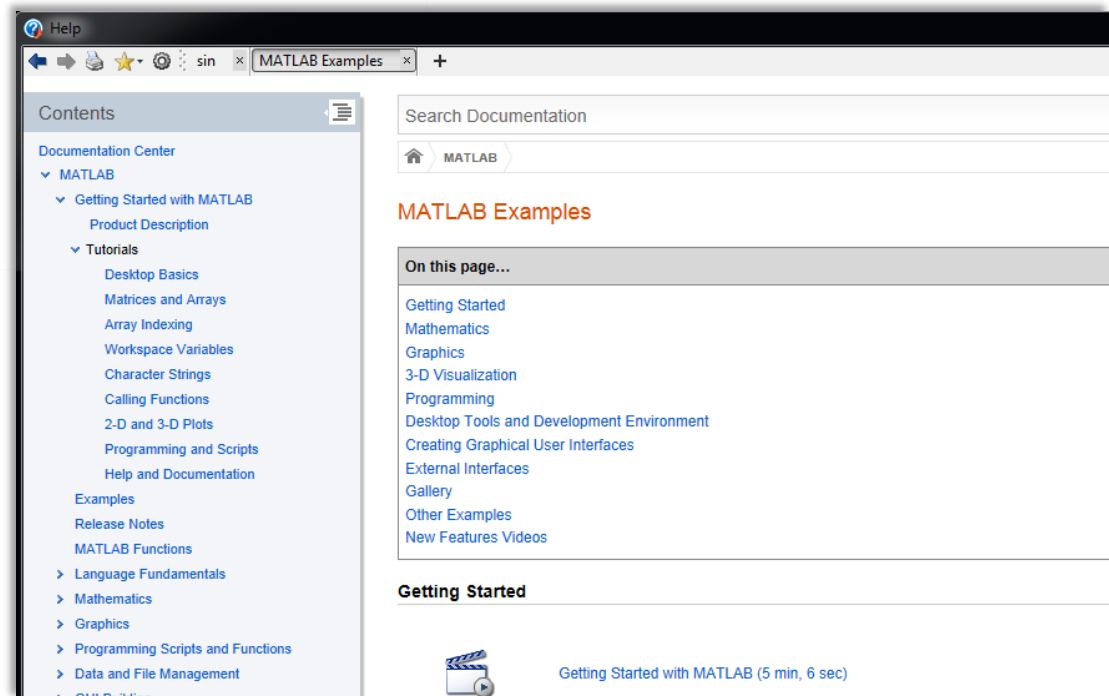 Help
sin MATLAB Examples
Contents
Documentation Center
MATLAB
Getting Started with MATLAB
Product Description
Tutorials
Desktop Basics
Matrices and Arrays
Array Indexing
Workspace Variables
Character Strings
Calling Functions
2-D and 3-D Plots
Programming and Scripts
Help and Documentation
Examples
Release Notes
MATLAB Functions
Language Fundamentals
Mathematics
Graphics
Programming Scripts and Functions
Data and File Management
Search Documentation
MATLAB
MATLAB Examples
On this page...
Getting Started
Mathematics
Graphics
3-D Visualization
Programming
Desktop Tools and Development Environment
Creating Graphical User Interfaces
External Interfaces
Gallery
Other Examples
New Features Videos
Getting Started
Getting Started with MATLAB (5 min, 6 sec)